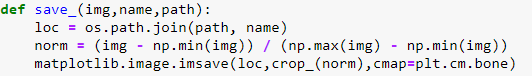 def save_(img,name,path):
    loc = os.path.join(path, name)
    norm = (img - np.min(img)) / (np.max(img) - np.min(img))
    matplotlib.image.imsave(loc,crop_(norm),cmap=plt.cm.bone)